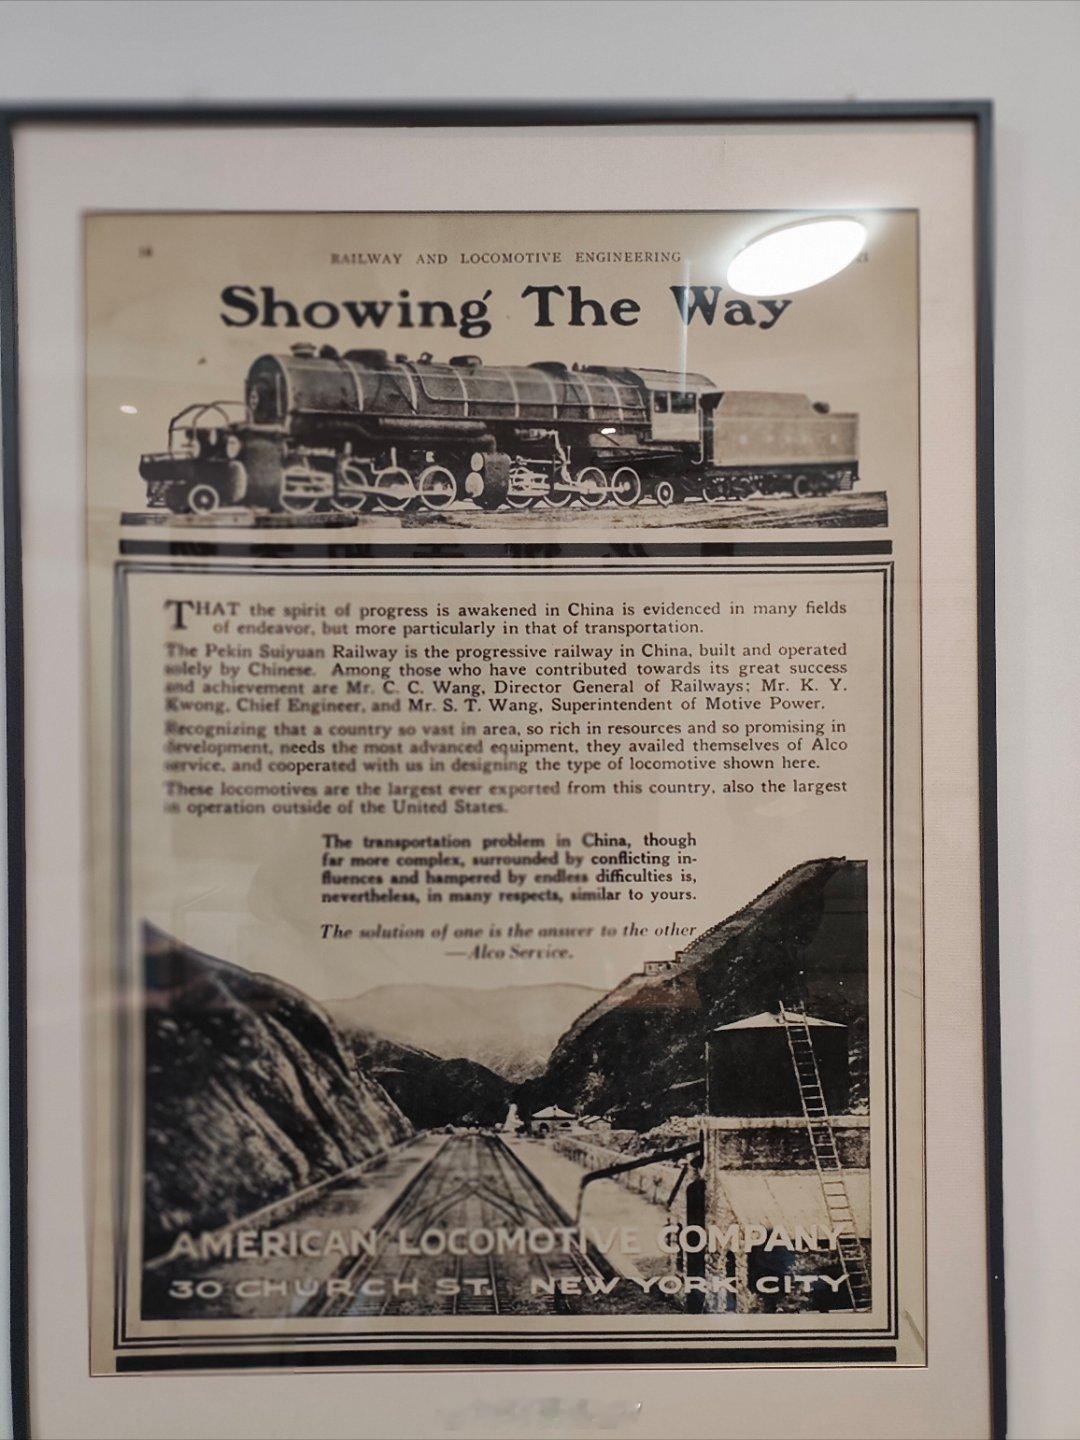 RAILWAY AND LOCOMOTIVE ENGINEERING
Showing The Way
THAT the spirit of progress is awakened in China is evidenced in many fields
of endeavor, but more particularly in that of transportation.
The Pekin Suiyuan Railway is the progressive railway in China, built and operated
solely by Chinese. Among those who have contributed towards its great success
and achievement are Mr. C. C. Wang, Director General of Railways; Mr. K. Y.
Kwong, Chief Engineer, and Mr. S. T. Wang, Superintendent of Motive Power.
Recognizing that a country so vast in area, so rich in resources and so promising in
development, needs the most advanced equipment, they availed themselves of Alco
service, and cooperated with us in designing the type of locomotive shown here.
These locomotives are the largest ever exported from this country, also the largest
in operation outside of the United States.
The transportation problem in China, though
far more complex, surrounded by conflicting in-
fluences and hampered by endless difficulties is,
nevertheless, in many respects, similar to yours.
The solution of one is the answer to the other
—Alco Service.
AMERICAN LOCOMOTIVE COMPANY
30 CHURCH ST. NEW YORK CITY